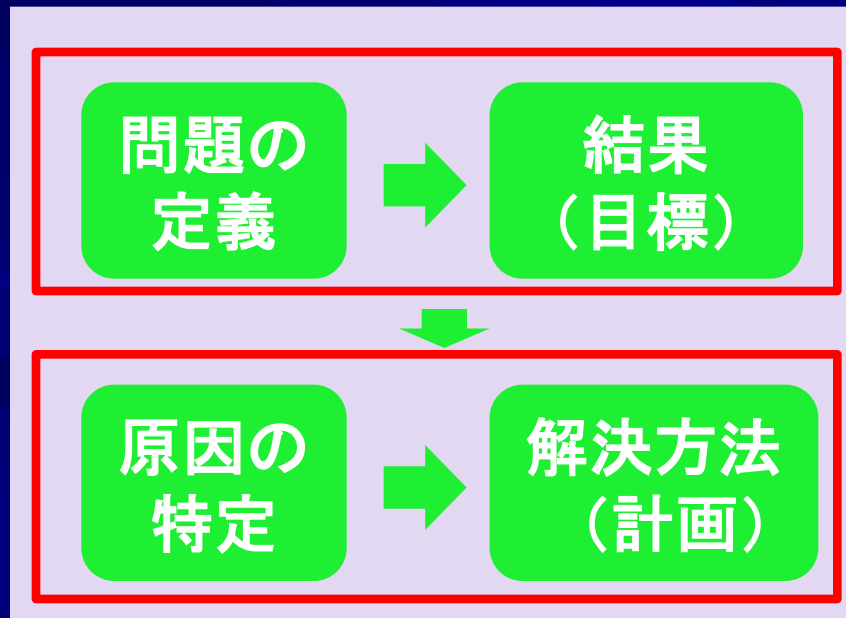 問題の
定義
結果
（目標）
原因の
特定
解決方法
（計画）